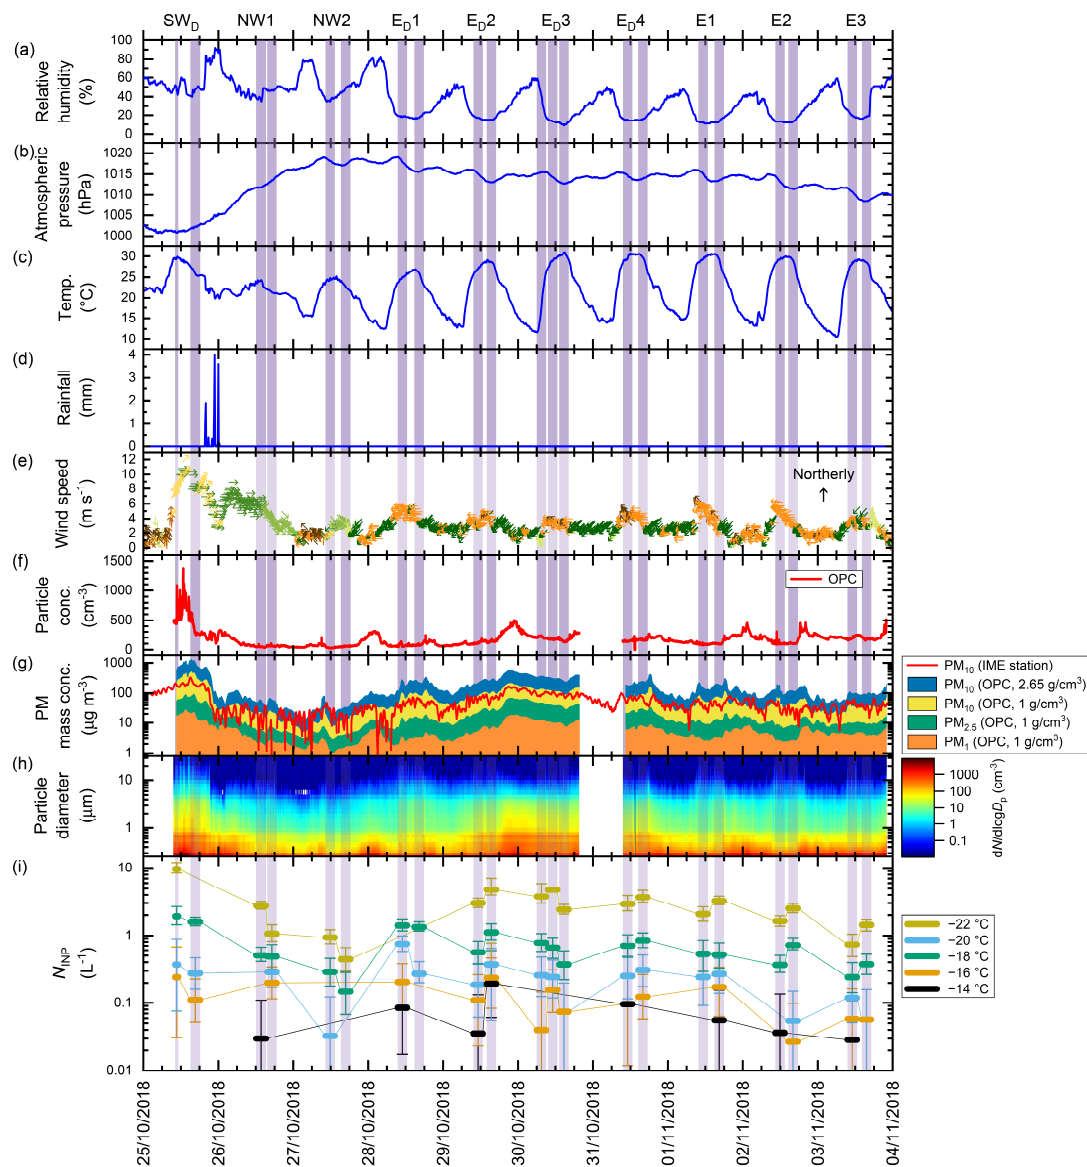 SWD NW1 NW2 ED1 ED2 ED3 ED4 E1 E2 E3
(a)
Relative
humidity
(%)
100
80
60
40
20
0
(b)
Atmospheric
pressure
(hPa)
1020
1015
1010
1005
1000
(c)
Temp.
(°C)
30
25
20
15
10
(d)
Rainfall
(mm)
4
3
2
1
0
(e)
Wind speed
(m s⁻¹)
12
10
8
6
4
2
0
Northerly
↑
(f)
Particle
conc.
(cm⁻³)
1500
1000
500
0
OPC
(g)
PM
mass conc.
(µg m⁻³)
1000
100
10
1
PM10 (IME station)
PM10 (OPC, 2.65 g/cm³)
PM10 (OPC, 1 g/cm³)
PM2.5 (OPC, 1 g/cm³)
PM1 (OPC, 1 g/cm³)
(h)
Particle
diameter
(µm)
10
1
1000
100
10
1
0.1
dN/dlogDp (cm⁻³)
(i)
NINP
(L⁻¹)
10
1
0.1
0.01
−22 °C
−20 °C
−18 °C
−16 °C
−14 °C
25/10/2018
26/10/2018
27/10/2018
28/10/2018
29/10/2018
30/10/2018
31/10/2018
01/11/2018
02/11/2018
03/11/2018
04/11/2018